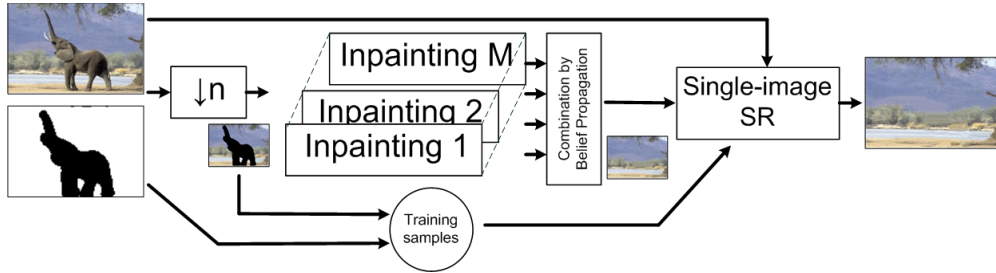 ↓n
Inpainting M
Inpainting 2
Inpainting 1
Combination by
Belief Propagation
Single-image
SR
Training
samples